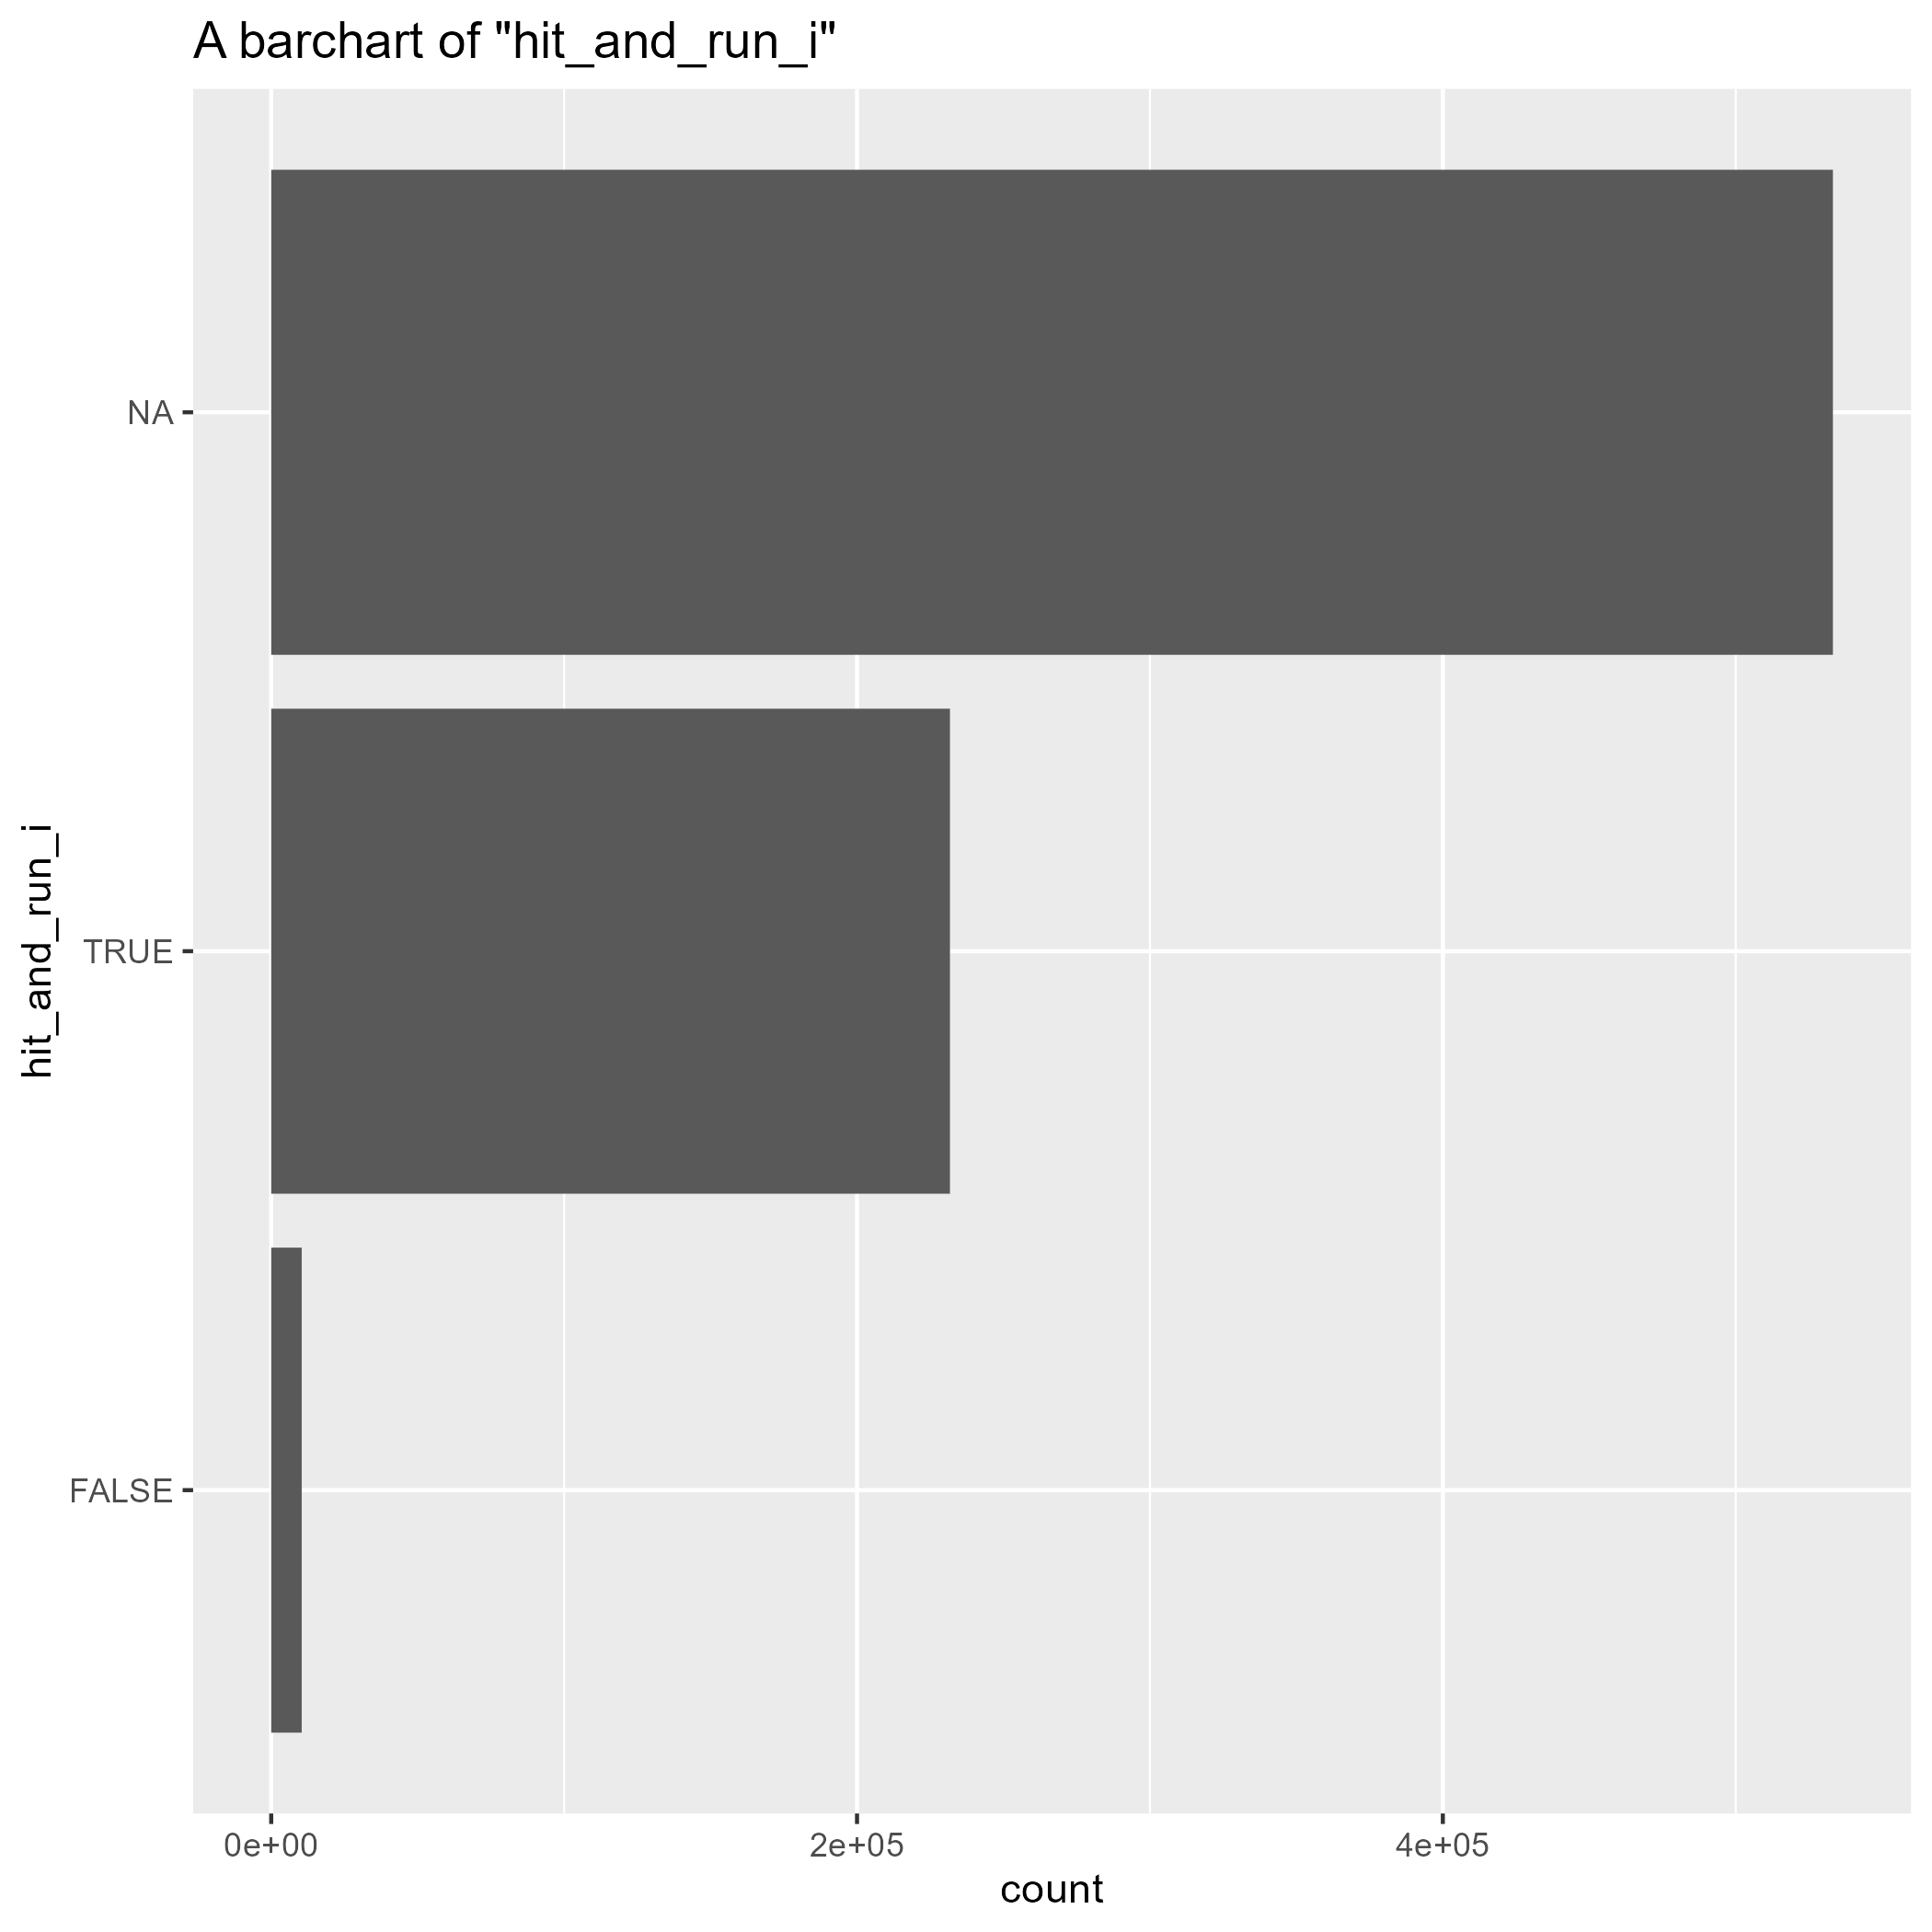 A barchart of "hit_and_run_i"
hit_and_run_i
NA
TRUE
FALSE
0e+00 2e+05 4e+05
count